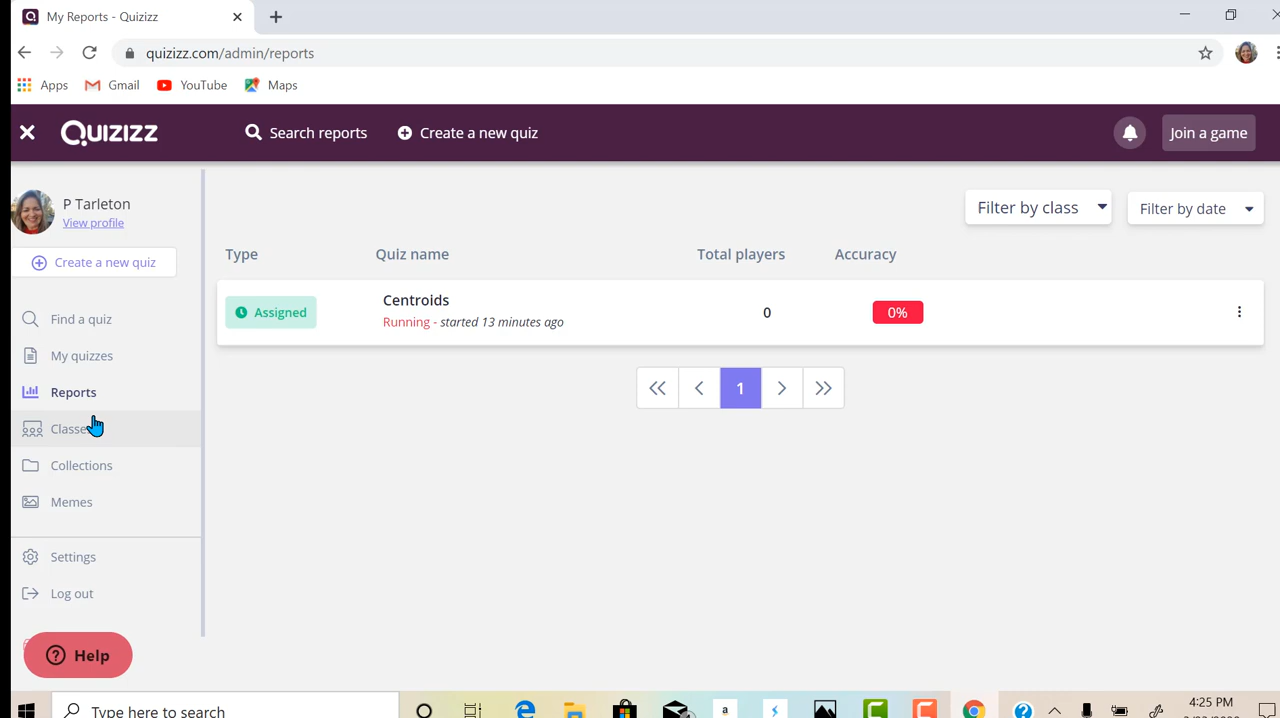 My Reports - Quizizz
quizizz.com/admin/reports
Apps Gmail YouTube Maps
QUIZIZZ Search reports Create a new quiz Join a game
P Tarleton
View profile
Filter by class Filter by date
Create a new quiz
Type Quiz name Total players Accuracy
Assigned Centroids 0 0%
Running - started 13 minutes ago
Find a quiz
My quizzes
Reports
1
Classe
Collections
Memes
Settings
Log out
Help
Type here to search
4:25 PM